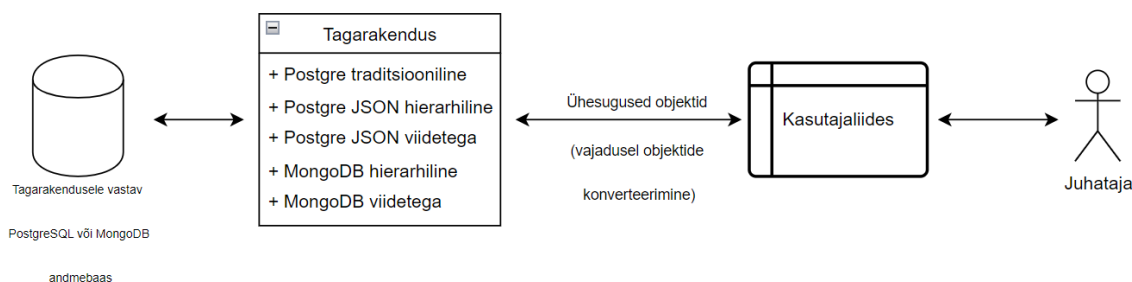 Tagarakendusele vastav
PostgreSQL või MongoDB
andmebaas
Tagarakendus
+ Postgre traditsiooniline
+ Postgre JSON hierarhiline
+ Postgre JSON viidetega
+ MongoDB hierarhiline
+ MongoDB viidetega
Ühesugused objektid
(vajadusel objektide
konverteerimine)
Kasutajaliides
Juhataja